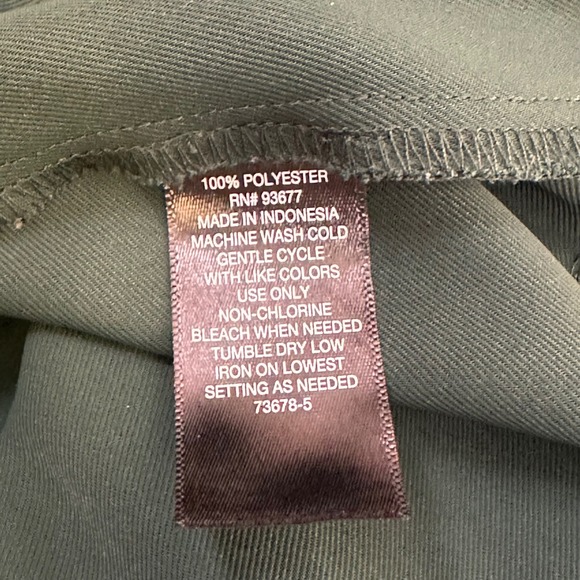 100% POLYESTER
RN# 93677
MADE IN INDONESIA
MACHINE WASH COLD
GENTLE CYCLE
WITH LIKE COLORS
USE ONLY
NON-CHLORINE
BLEACH WHEN NEEDED
TUMBLE DRY LOW
IRON ON LOWEST
SETTING AS NEEDED
73678-5